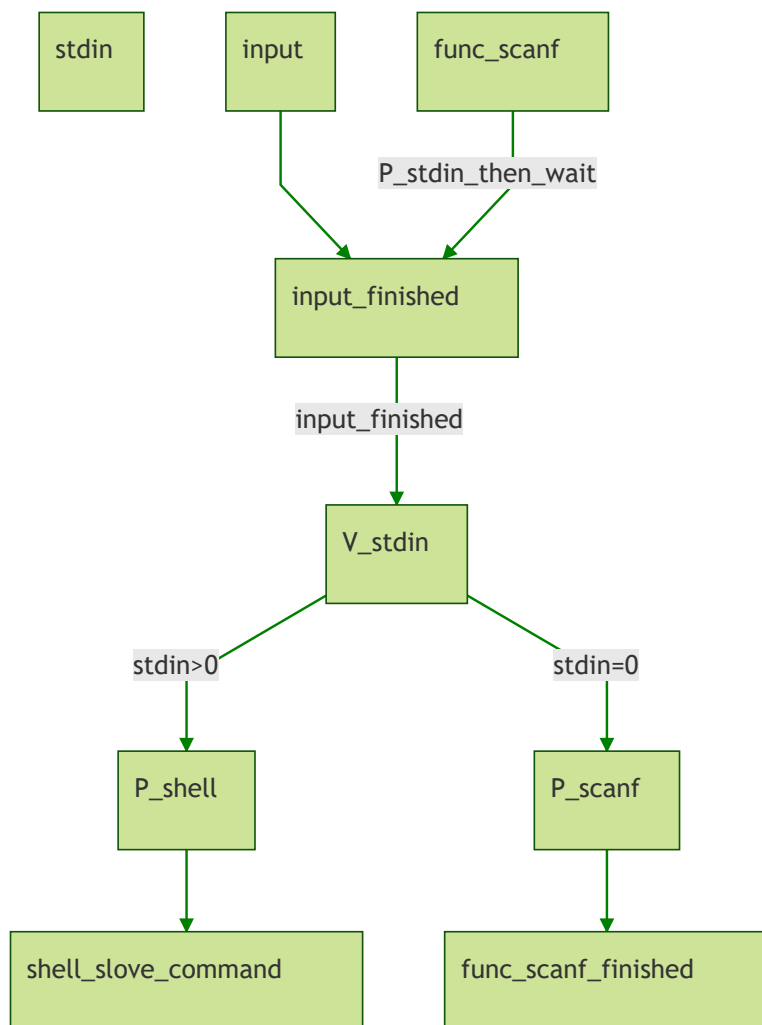 stdin
input
func_scanf
P_stdin_then_wait
input_finished
input_finished
V_stdin
stdin>0
stdin=0
P_shell
P_scanf
shell_slove_command
func_scanf_finished